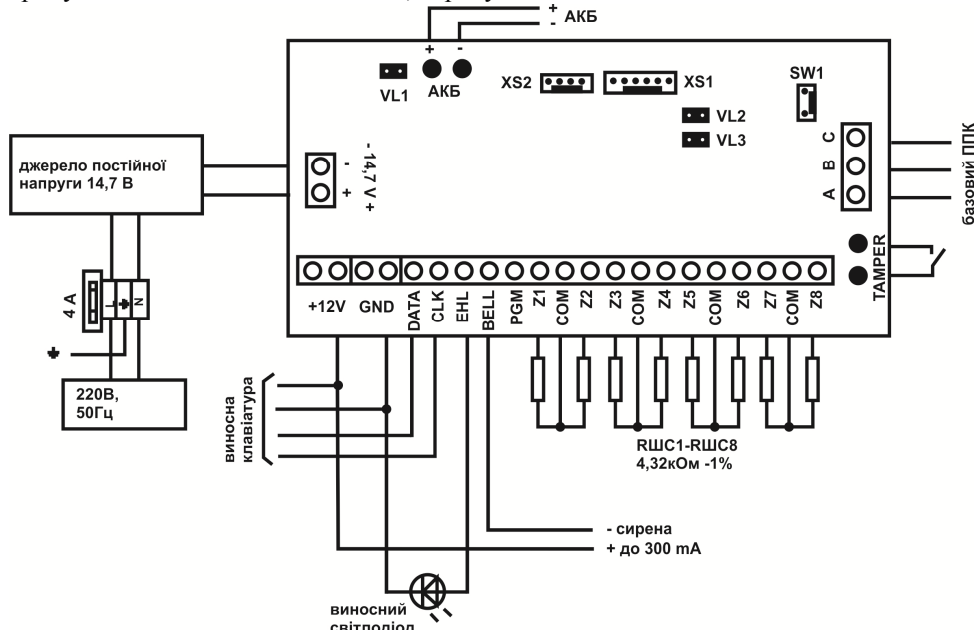 + АКБ
-
+ -
АКБ
VL1
XS2
XS1
SW1
VL2
VL3
джерело постійної
напруги 14,7 В
-
+
- 14,7 V +
C
B
A
базовий ППК
TAMPER
4 А
L
N
+12V GND DATA CLK EHL BELL PGM Z1 COM Z2 Z3 COM Z4 Z5 COM Z6 Z7 COM Z8
220В,
50Гц
виносна
клавіатура
RШС1-RШС8
4,32кОм -1%
- сирена
+ до 300 mA
виносний
світлодіод